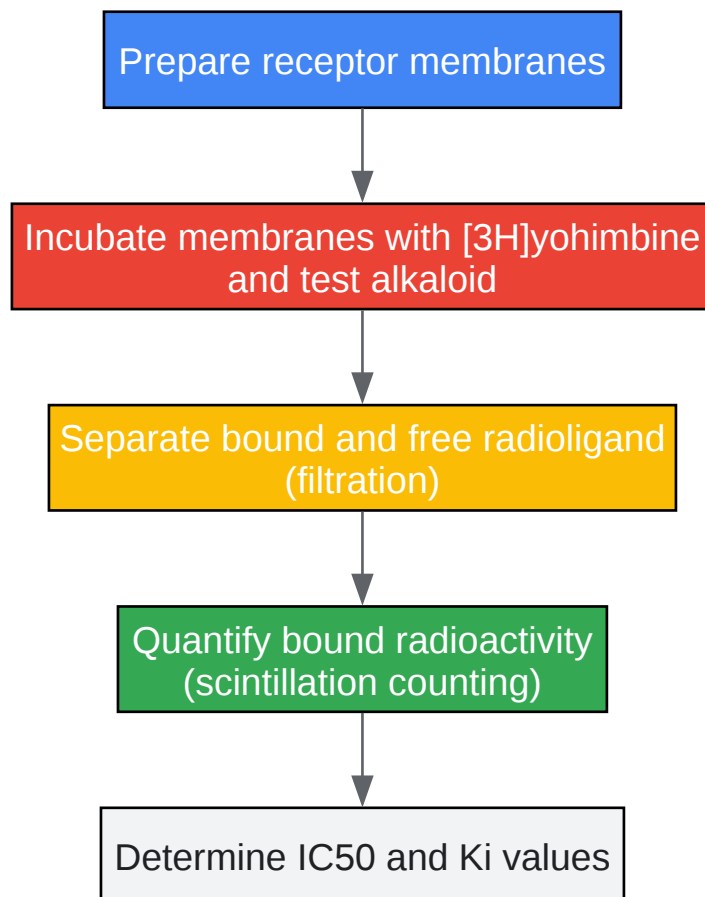 Prepare receptor membranes
Incubate membranes with [3H]yohimbine
and test alkaloid
Separate bound and free radioligand
(filtration)
Quantify bound radioactivity
(scintillation counting)
Determine IC50 and Ki values